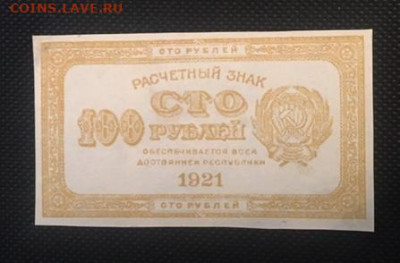 COINS.LAVE.RU
СТО РУБЛЕЙ
РАСЧЕТНЫЙ ЗНАК
100 СТО
РУБЛЕЙ
ОБЕСПЕЧИВАЕТСЯ ВСЕМ
ДОСТОЯНИЕМ РЕСПУБЛИКИ
1921
СТО РУБЛЕЙ